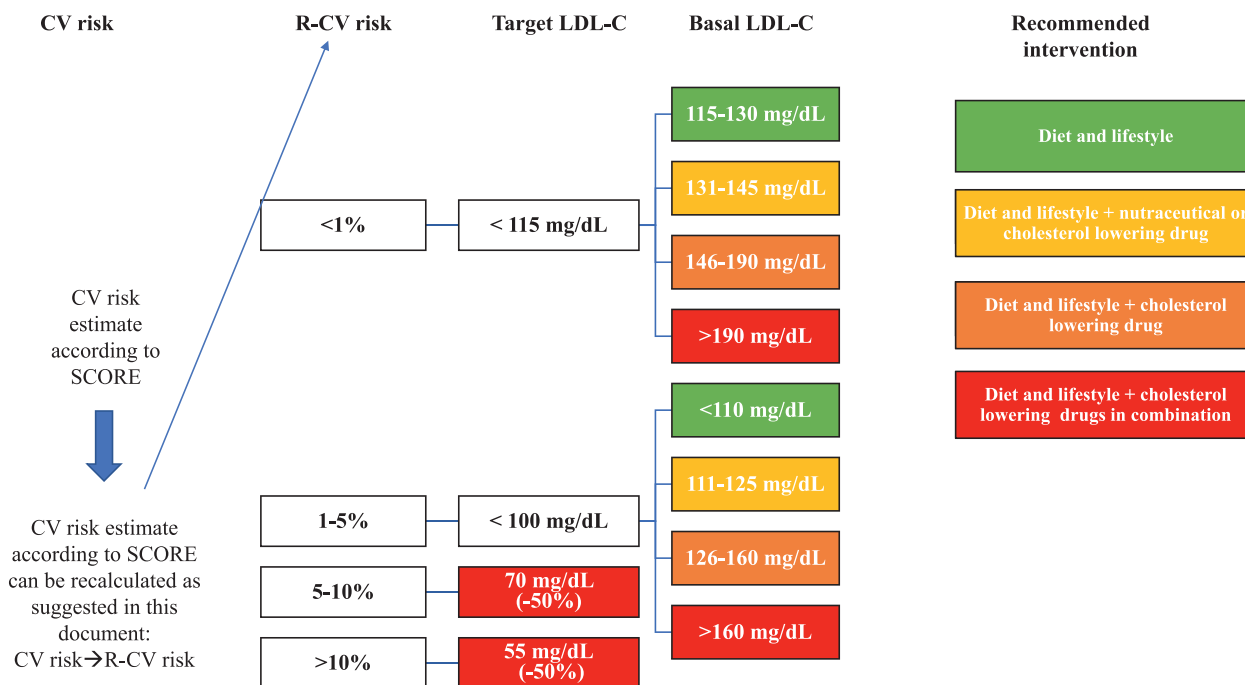 CV risk
R-CV risk
Target LDL-C
Basal LDL-C
Recommended
intervention
CV risk
estimate
according to
SCORE
CV risk estimate
according to SCORE
can be recalculated as
suggested in this
document:
CV risk→R-CV risk
<1%
< 115 mg/dL
115-130 mg/dL
131-145 mg/dL
146-190 mg/dL
>190 mg/dL
1-5%
< 100 mg/dL
<110 mg/dL
111-125 mg/dL
126-160 mg/dL
>160 mg/dL
5-10%
70 mg/dL
(-50%)
>10%
55 mg/dL
(-50%)
Diet and lifestyle
Diet and lifestyle + nutraceutical or
cholesterol lowering drug
Diet and lifestyle + cholesterol
lowering drug
Diet and lifestyle + cholesterol
lowering drugs in combination